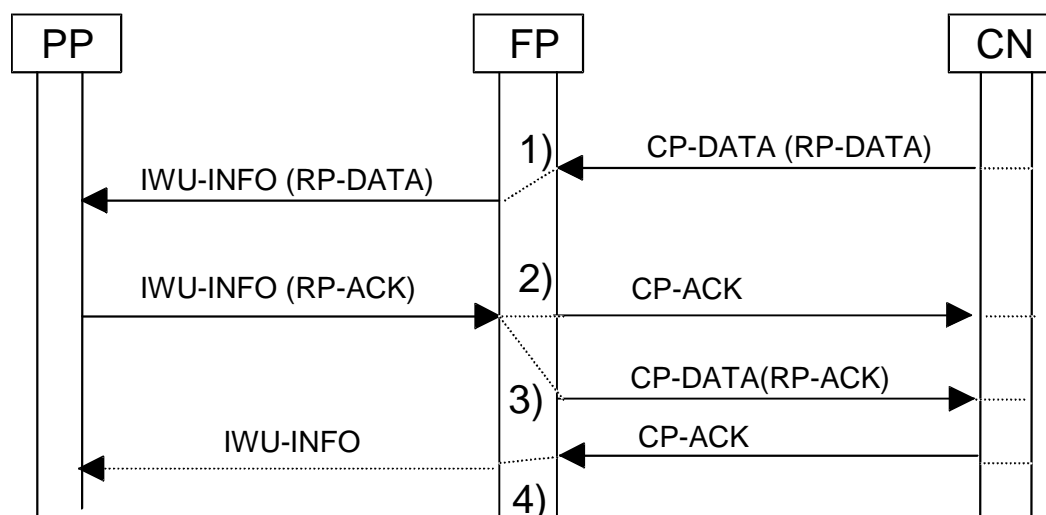 PP
FP
CN
1)
CP-DATA (RP-DATA)
IWU-INFO (RP-DATA)
2)
IWU-INFO (RP-ACK)
CP-ACK
3)
CP-DATA(RP-ACK)
IWU-INFO
CP-ACK
4)